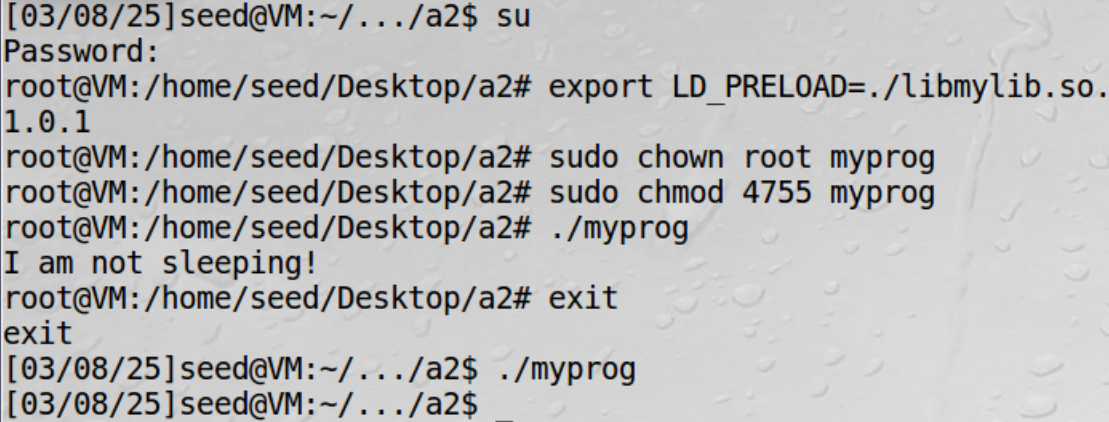 [03/08/25]seed@VM:~/.../a2$ su
Password:
root@VM:/home/seed/Desktop/a2# export LD_PRELOAD=./libmylib.so.
1.0.1
root@VM:/home/seed/Desktop/a2# sudo chown root myprog
root@VM:/home/seed/Desktop/a2# sudo chmod 4755 myprog
root@VM:/home/seed/Desktop/a2# ./myprog
I am not sleeping!
root@VM:/home/seed/Desktop/a2# exit
exit
[03/08/25]seed@VM:~/.../a2$ ./myprog
[03/08/25]seed@VM:~/.../a2$ _